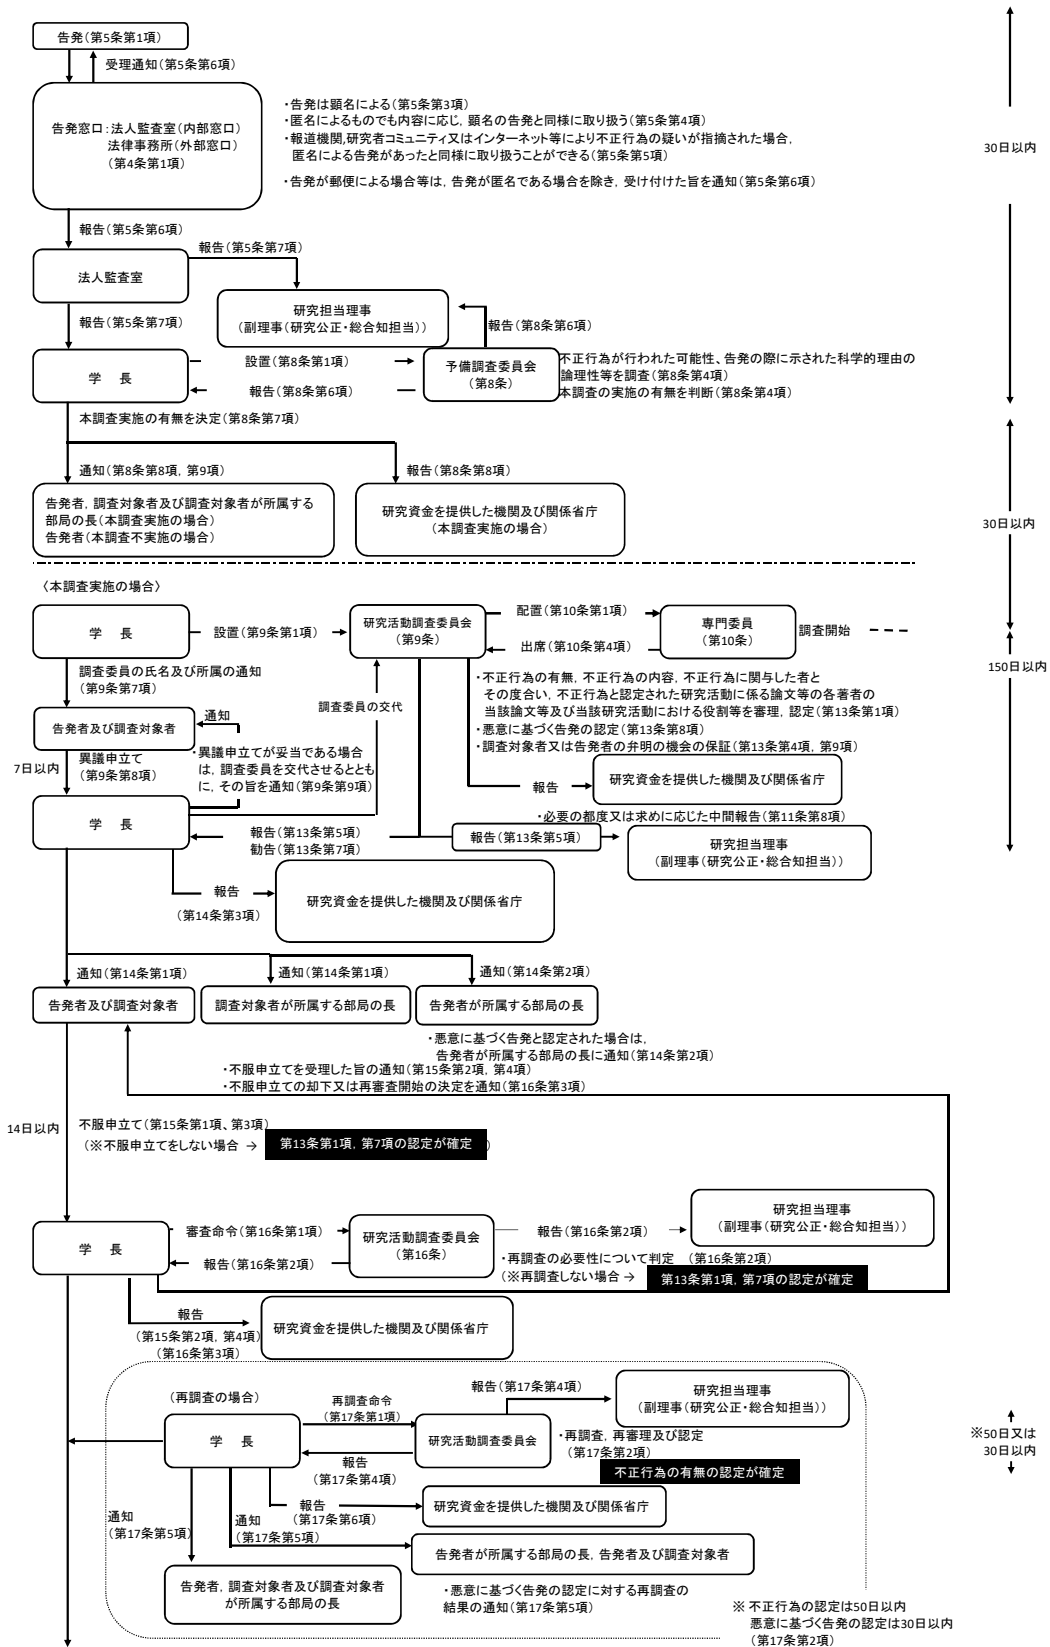 告発（第5条第1項）
受理通知（第5条第6項）
告発窓口：法人監査室（内部窓口）
法律事務所（外部窓口）
（第4条第1項）
・告発は顕名による（第5条第3項）
・匿名によるものでも内容に応じ，顕名の告発と同様に取り扱う（第5条第4項）
・報道機関,研究者コミュニティ又はインターネット等により不正行為の疑いが指摘された場合，
匿名による告発があったと同様に取り扱うことができる（第5条第5項）
・告発が郵便による場合等は，告発が匿名である場合を除き，受け付けた旨を通知（第5条第6項）
30日以内
報告（第5条第6項）
報告（第5条第7項）
法人監査室
研究担当理事
（副理事（研究公正・総合知担当））
報告（第5条第7項）
報告（第8条第6項）
学　長
設置（第8条第1項）
報告（第8条第6項）
予備調査委員会
（第8条）
不正行為が行われた可能性、告発の際に示された科学的理由の
論理性等を調査（第8条第4項）
本調査の実施の有無を判断（第8条第4項）
本調査実施の有無を決定（第8条第7項）
通知（第8条第8項，第9項）
報告（第8条第8項）
告発者，調査対象者及び調査対象者が所属する
部局の長（本調査実施の場合）
告発者（本調査不実施の場合）
研究資金を提供した機関及び関係省庁
（本調査実施の場合）
30日以内
〈本調査実施の場合〉
学　長
設置（第9条第1項）
研究活動調査委員会
（第9条）
配置（第10条第1項）
出席（第10条第4項）
専門委員
（第10条）
調査開始
150日以内
調査委員の氏名及び所属の通知
（第9条第7項）
・不正行為の有無，不正行為の内容，不正行為に関与した者と
その度合い，不正行為と認定された研究活動に係る論文等の各著者の
当該論文等及び当該研究活動における役割等を審理，認定（第13条第1項）
・悪意に基づく告発の認定（第13条第8項）
・調査対象者又は告発者の弁明の機会の保証（第13条第4項，第9項）
調査委員の交代
通知
告発者及び調査対象者
7日以内
異議申立て
（第9条第8項）
・異議申立てが妥当である場合
は，調査委員を交代させるととも
に，その旨を通知（第9条第9項）
報告
研究資金を提供した機関及び関係省庁
・必要の都度又は求めに応じた中間報告（第11条第8項）
学　長
報告（第13条第5項）
勧告（第13条第7項）
報告（第13条第5項）
研究担当理事
（副理事（研究公正・総合知担当））
報告
（第14条第3項）
研究資金を提供した機関及び関係省庁
通知（第14条第1項）
通知（第14条第1項）
通知（第14条第2項）
告発者及び調査対象者
調査対象者が所属する部局の長
告発者が所属する部局の長
・悪意に基づく告発と認定された場合は，
告発者が所属する部局の長に通知（第14条第2項）
・不服申立てを受理した旨の通知（第15条第2項，第4項）
・不服申立ての却下又は再審査開始の決定を通知（第16条第3項）
14日以内
不服申立て（第15条第1項、第3項）
（※不服申立てをしない場合 → 第13条第1項，第7項の認定が確定 ）
学　長
審査命令（第16条第1項）
報告（第16条第2項）
研究活動調査委員会
（第16条）
報告（第16条第2項）
研究担当理事
（副理事（研究公正・総合知担当））
・再調査の必要性について判定　（第16条第2項）
（※再調査しない場合 → 第13条第1項，第7項の認定が確定
報告
（第15条第2項，第4項）
（第16条第3項）
研究資金を提供した機関及び関係省庁
（再調査の場合）
学　長
再調査命令
（第17条第1項）
報告
（第17条第4項）
研究活動調査委員会
報告（第17条第4項）
研究担当理事
（副理事（研究公正・総合知担当））
・再調査，再審理及び認定
（第17条第2項）
不正行為の有無の認定が確定
※50日又は
30日以内
報告
（第17条第6項）
研究資金を提供した機関及び関係省庁
通知
（第17条第5項）
通知
（第17条第5項）
告発者が所属する部局の長，告発者及び調査対象者
告発者，調査対象者及び調査対象者
が所属する部局の長
・悪意に基づく告発の認定に対する再調査の
結果の通知（第17条第5項）
※ 不正行為の認定は50日以内
悪意に基づく告発の認定は30日以内
（第17条第2項）